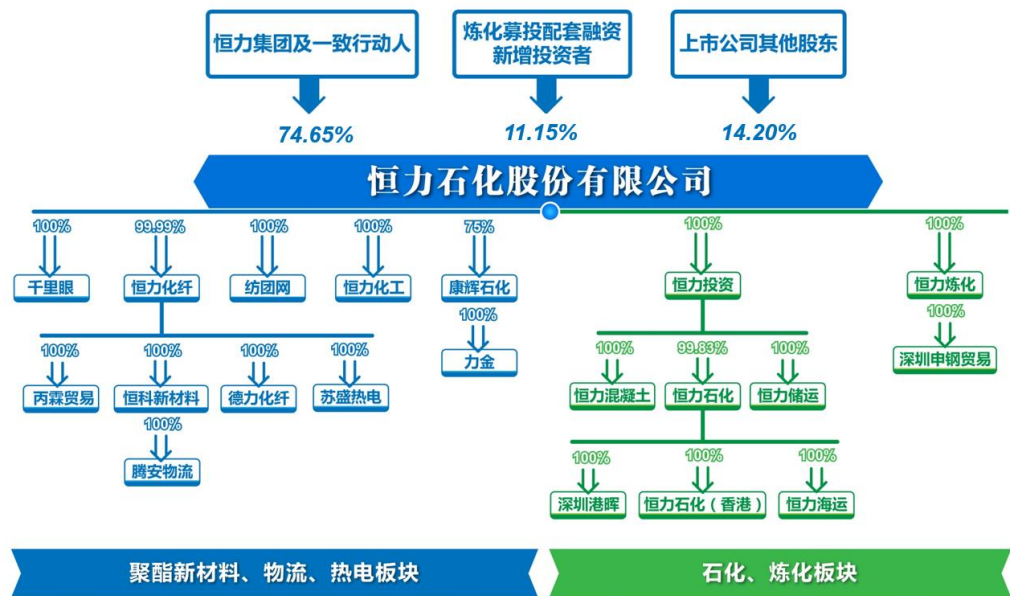 恒力集团及一致行动人
炼化募投配套融资
新增投资者
上市公司其他股东
74.65%
11.15%
14.20%
恒力石化股份有限公司
100%
99.99%
100%
100%
75%
100%
100%
千里眼
恒力化纤
纺团网
恒力化工
康辉石化
恒力投资
恒力炼化
100%
100%
100%
100%
100%
100%
99.83%
100%
100%
丙霖贸易
恒科新材料
德力化纤
苏盛热电
力金
恒力混凝土
恒力石化
恒力储运
深圳申钢贸易
100%
腾安物流
100%
100%
100%
深圳港晖
恒力石化（香港）
恒力海运
聚酯新材料、物流、热电板块
石化、炼化板块